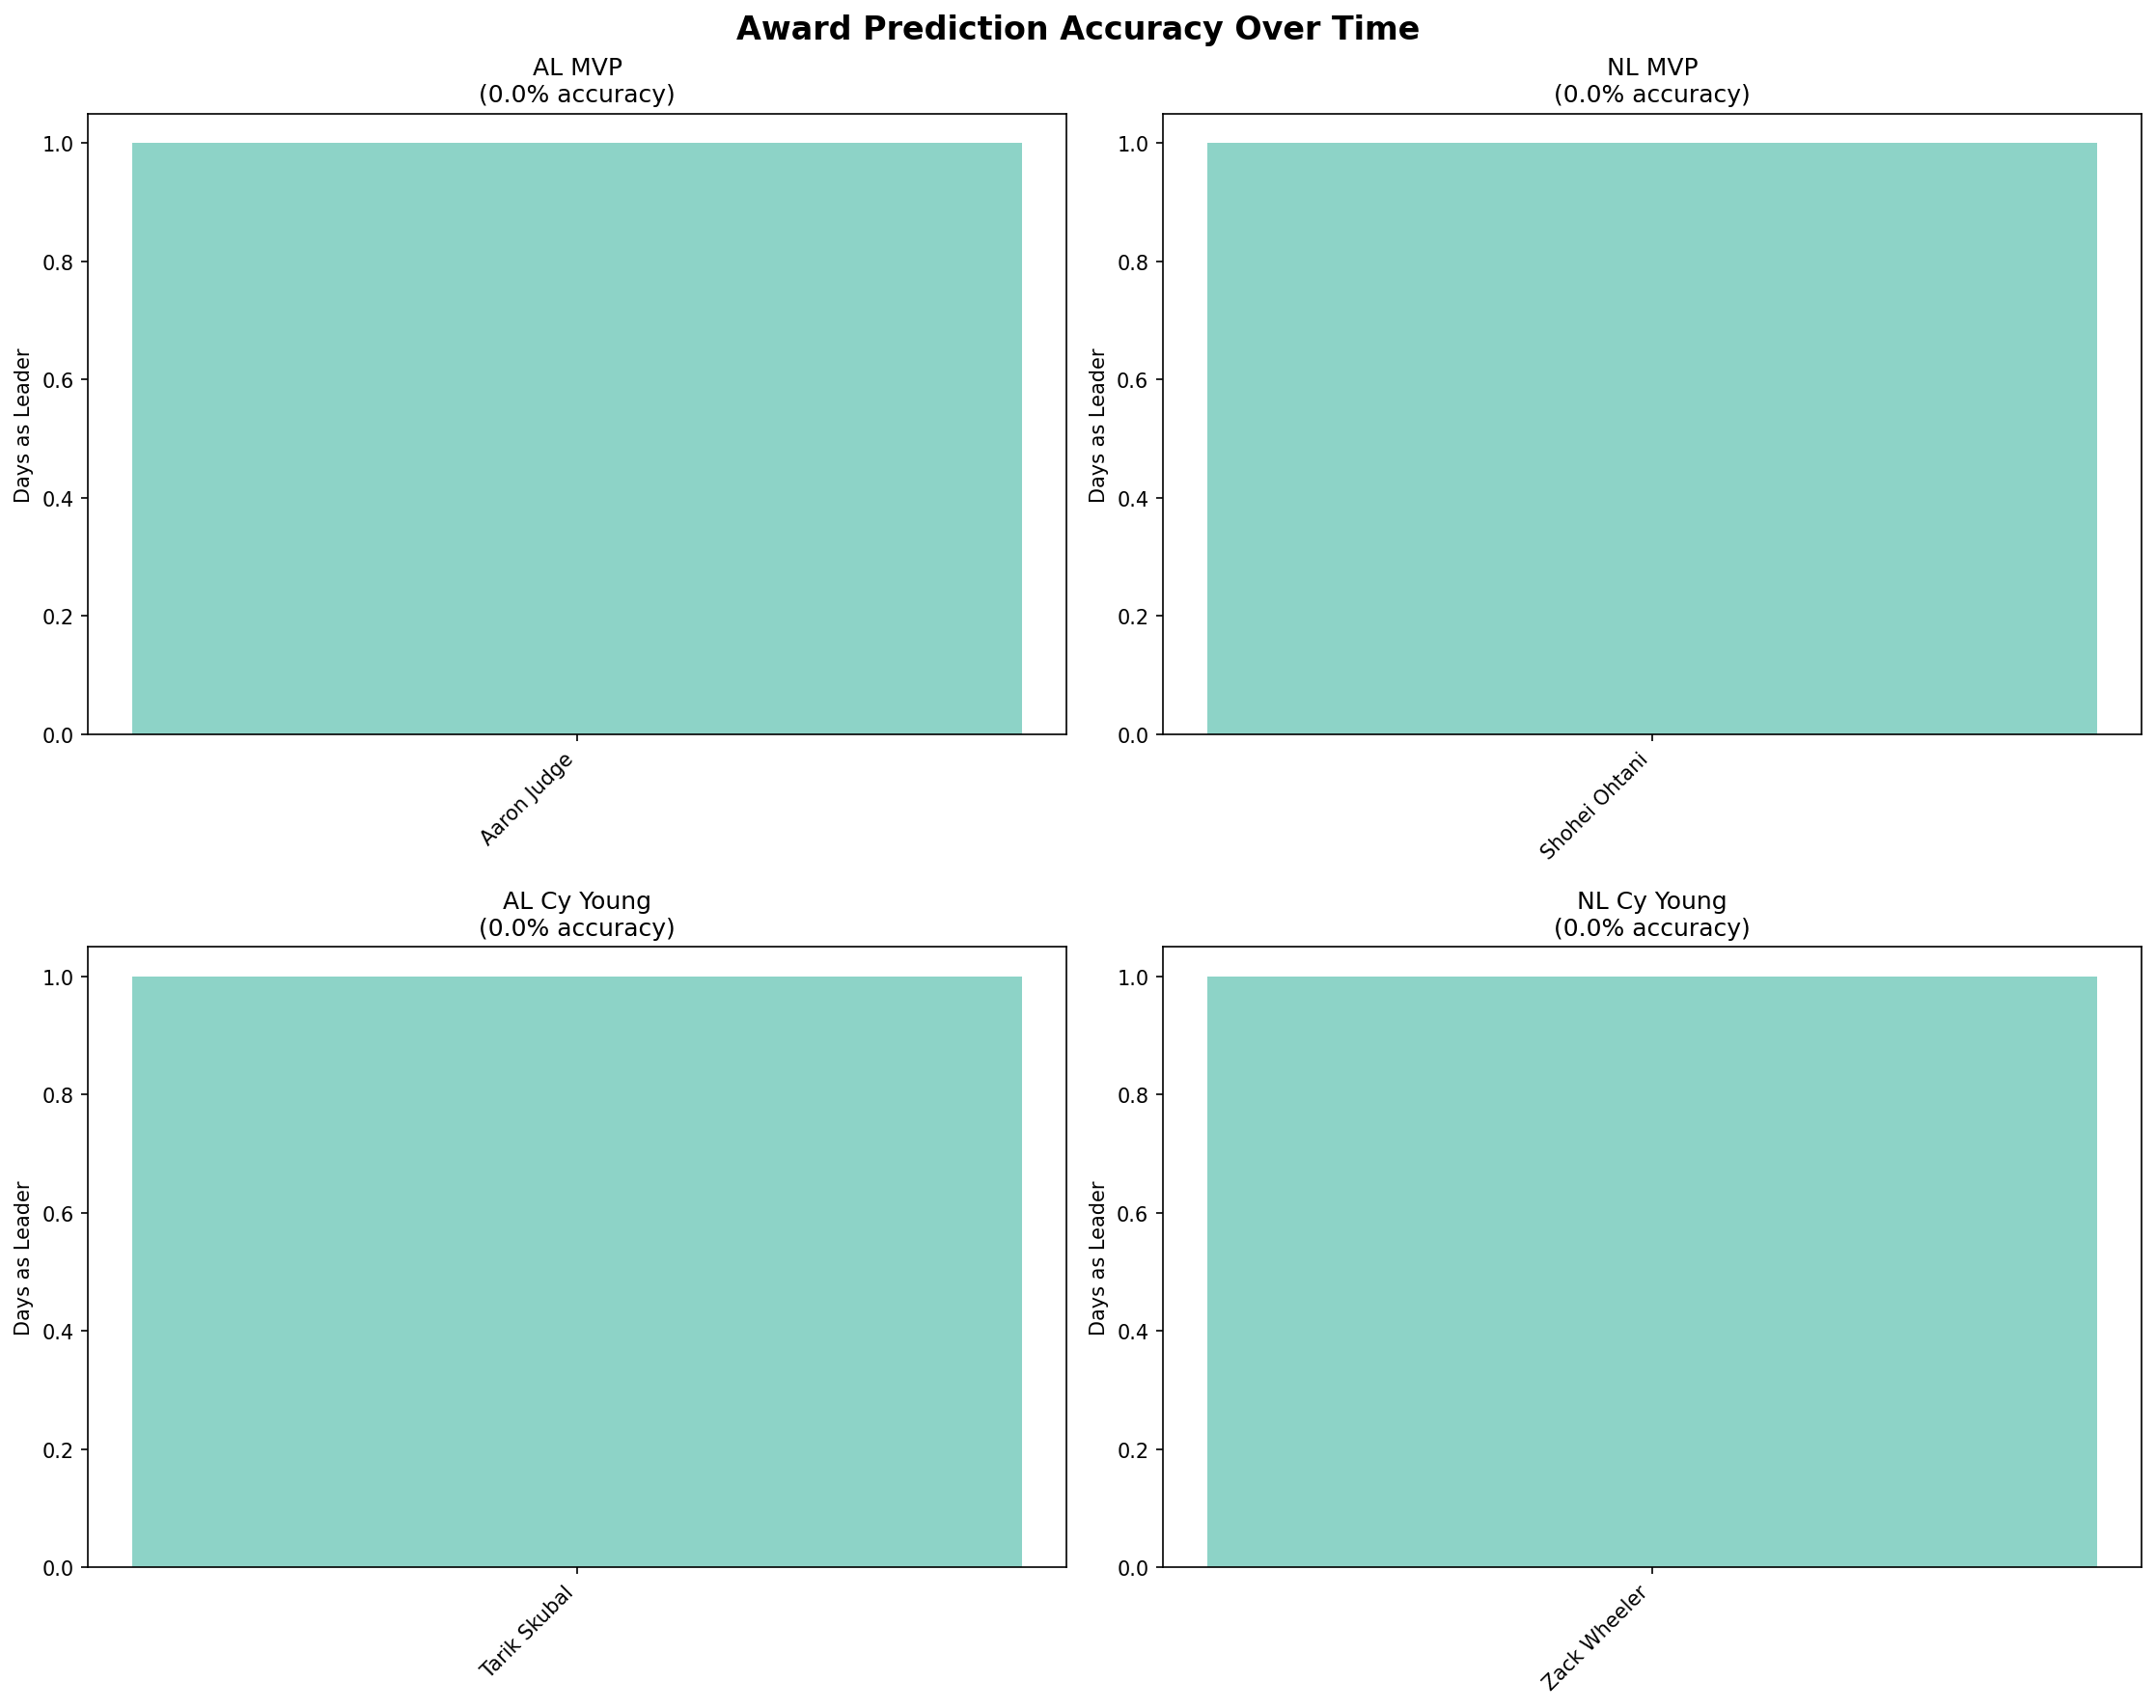 Award Prediction Accuracy Over Time
AL MVP
(0.0% accuracy)
Days as Leader
1.0
0.8
0.6
0.4
0.2
0.0
Aaron Judge
NL MVP
(0.0% accuracy)
Days as Leader
1.0
0.8
0.6
0.4
0.2
0.0
Shohei Ohtani
AL Cy Young
(0.0% accuracy)
Days as Leader
1.0
0.8
0.6
0.4
0.2
0.0
Tarik Skubal
NL Cy Young
(0.0% accuracy)
Days as Leader
1.0
0.8
0.6
0.4
0.2
0.0
Zack Wheeler